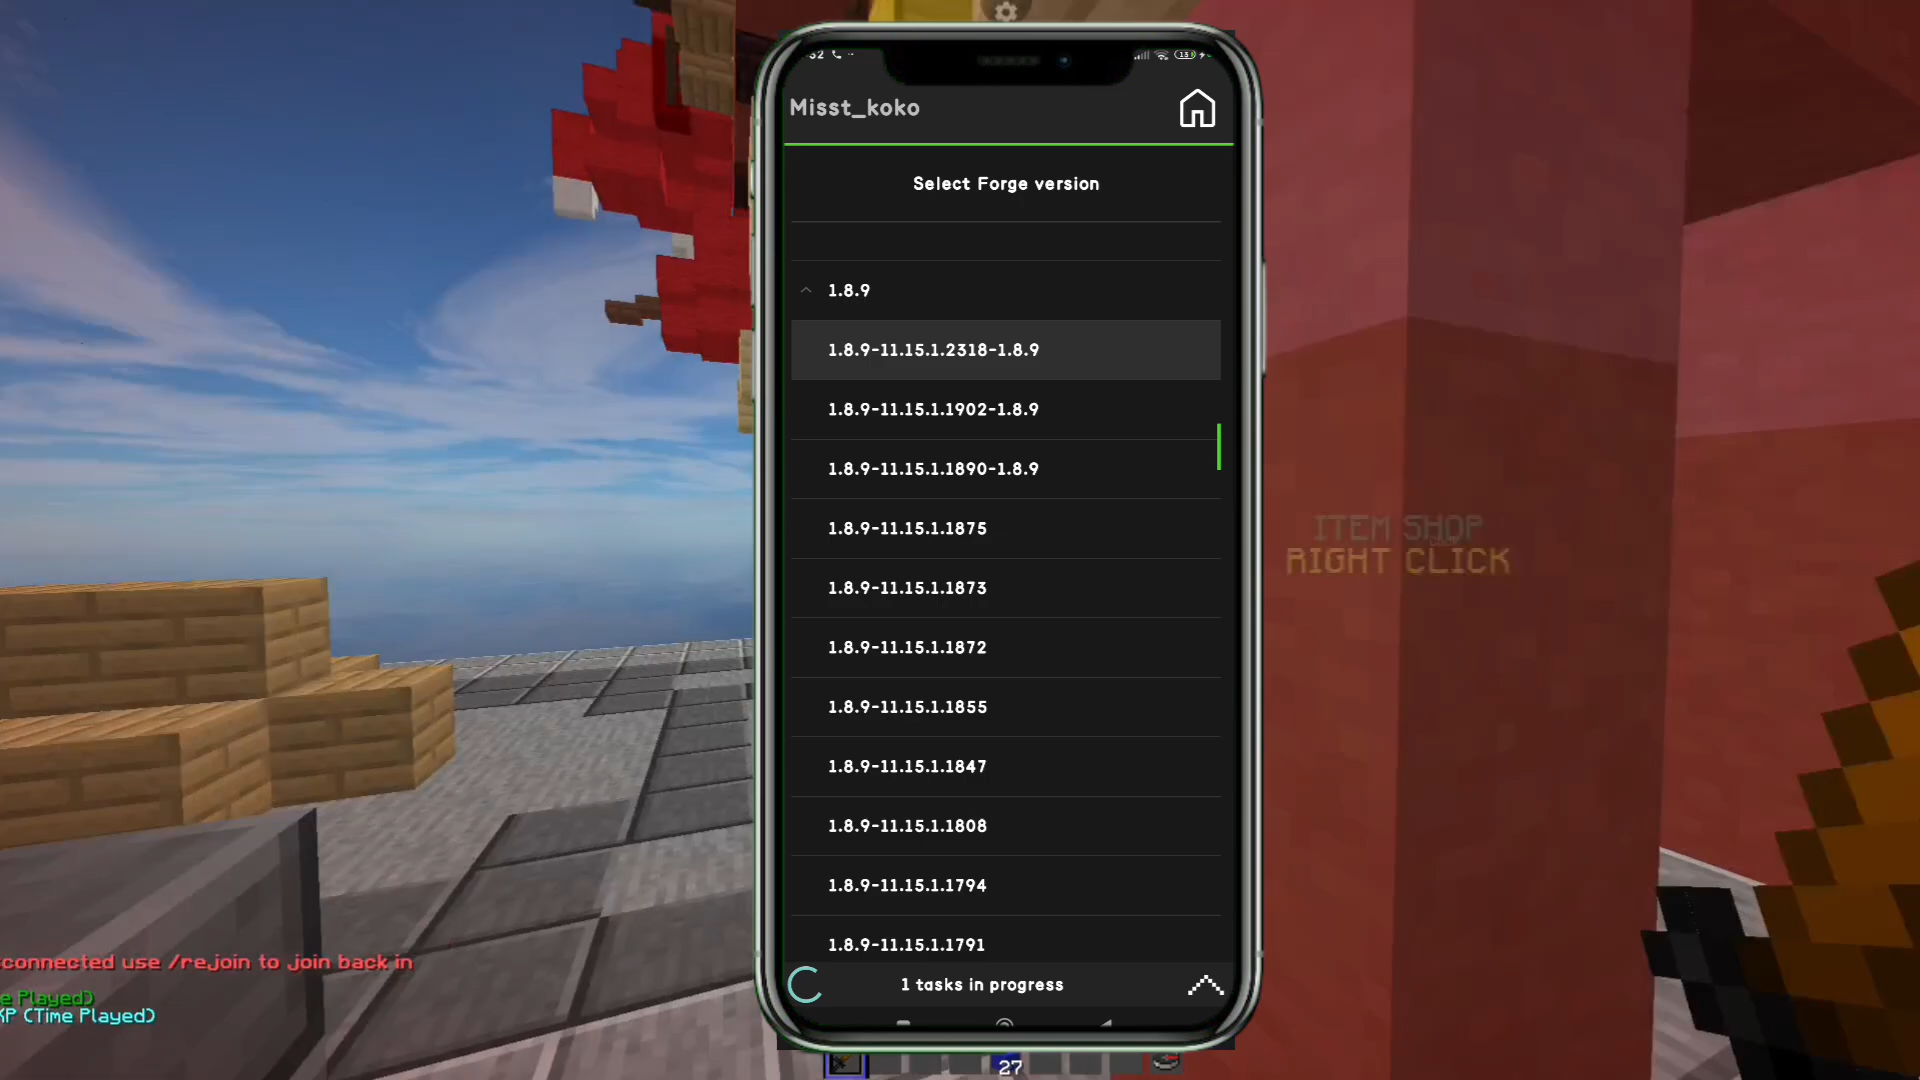 Misst_koko
Select Forge version
1.8.9
1.8.9-11.15.1.2318-1.8.9
1.8.9-11.15.1.1902-1.8.9
1.8.9-11.15.1.1890-1.8.9
1.8.9-11.15.1.1875
1.8.9-11.15.1.1873
1.8.9-11.15.1.1872
1.8.9-11.15.1.1855
1.8.9-11.15.1.1847
1.8.9-11.15.1.1808
1.8.9-11.15.1.1794
1.8.9-11.15.1.1791
1 tasks in progress
ITEM SHOP
RIGHT CLICK
connected use /rejoin to join back in
e Played)
XP (Time Played)
27